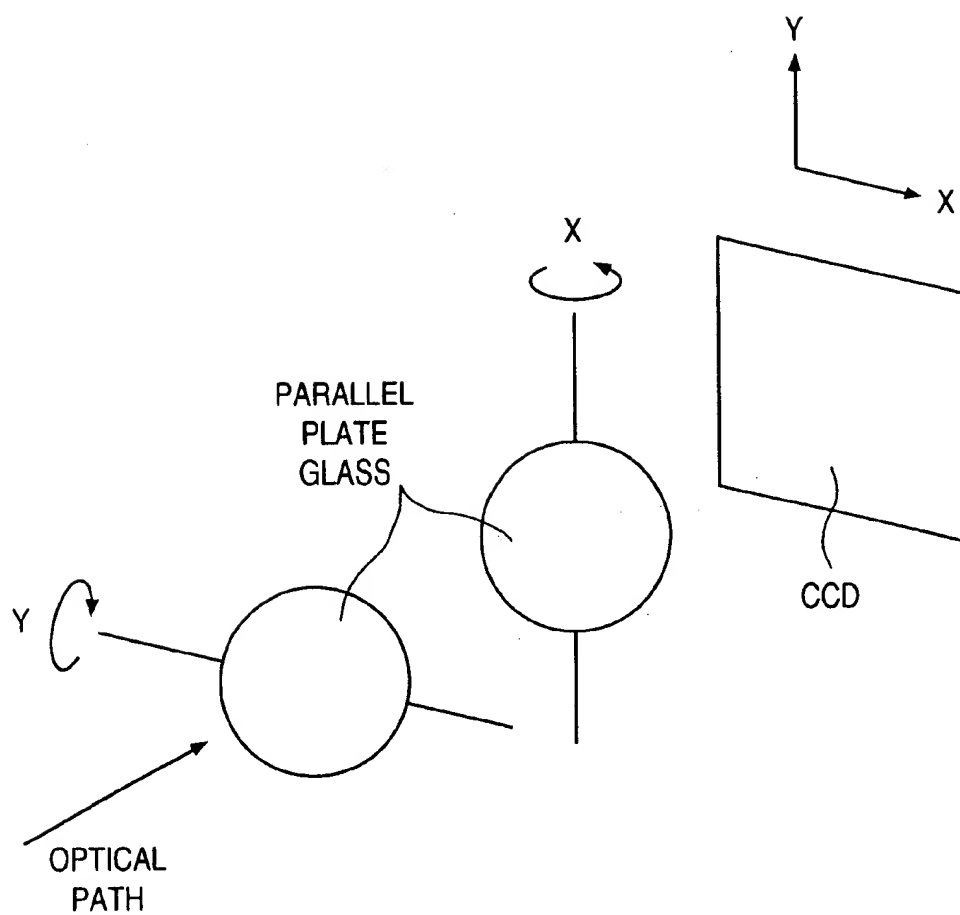 Y
X
X
PARALLEL
PLATE
GLASS
CCD
Y
OPTICAL
PATH